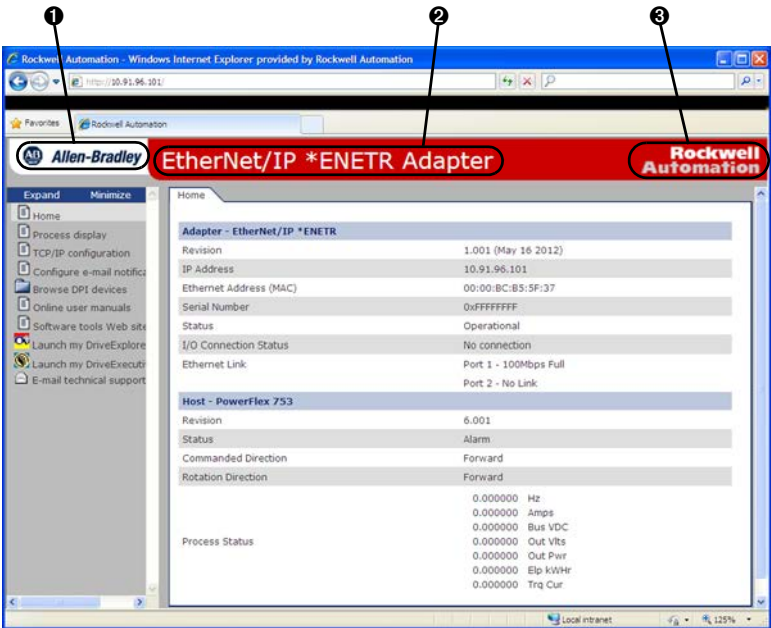 ❶ ❷ ❸
Rockwell Automation - Windows Internet Explorer provided by Rockwell Automation
http://10.91.96.101/
Favorites Rockwell Automation
AB Allen-Bradley EtherNet/IP *ENETR Adapter Rockwell
Automation
Expand Minimize
Home
Process display
TCP/IP configuration
Configure e-mail notifica
Browse DPI devices
Online user manuals
Software tools Web site
Launch my DriveExplore
Launch my DriveExecuti
E-mail technical support
Home
Adapter - EtherNet/IP *ENETR
Revision 1.001 (May 16 2012)
IP Address 10.91.96.101
Ethernet Address (MAC) 00:00:BC:B5:5F:37
Serial Number 0xFFFFFFFF
Status Operational
I/O Connection Status No connection
Ethernet Link Port 1 - 100Mbps Full
Port 2 - No Link
Host - PowerFlex 753
Revision 6.001
Status Alarm
Commanded Direction Forward
Rotation Direction Forward
Process Status
0.000000 Hz
0.000000 Amps
0.000000 Bus VDC
0.000000 Out Vlts
0.000000 Out Pwr
0.000000 Elp kWHr
0.000000 Trq Cur
Local intranet 125%